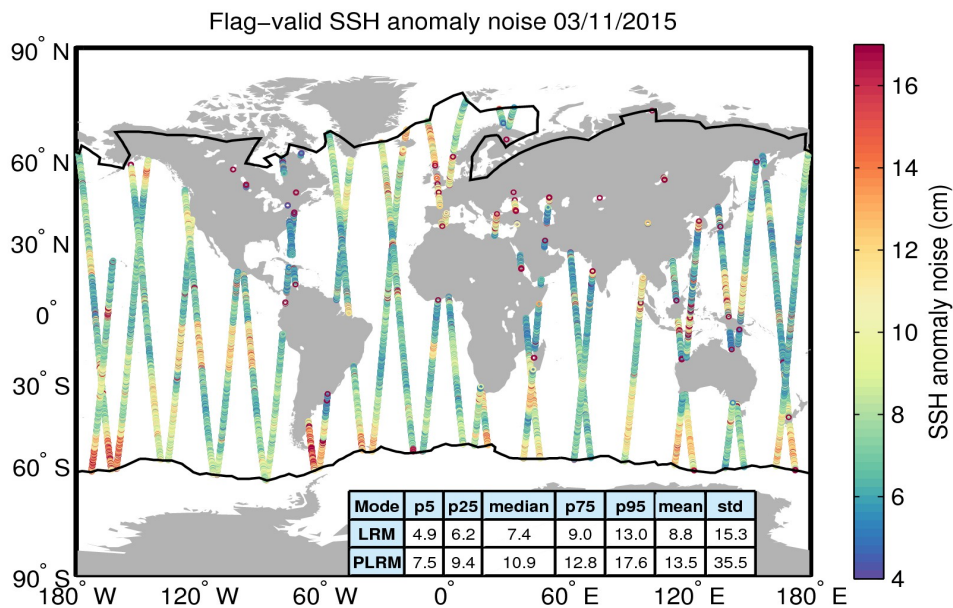 Flag−valid SSH anomaly noise 03/11/2015
90° N
60° N
30° N
0°
30° S
60° S
90° S
180° W 120° W 60° W 0° 60° E 120° E 180° E
Mode p5 p25 median p75 p95 mean std
LRM 4.9 6.2 7.4 9.0 13.0 8.8 15.3
PLRM 7.5 9.4 10.9 12.8 17.6 13.5 35.5
16
14
12
10
8
6
4
SSH anomaly noise (cm)